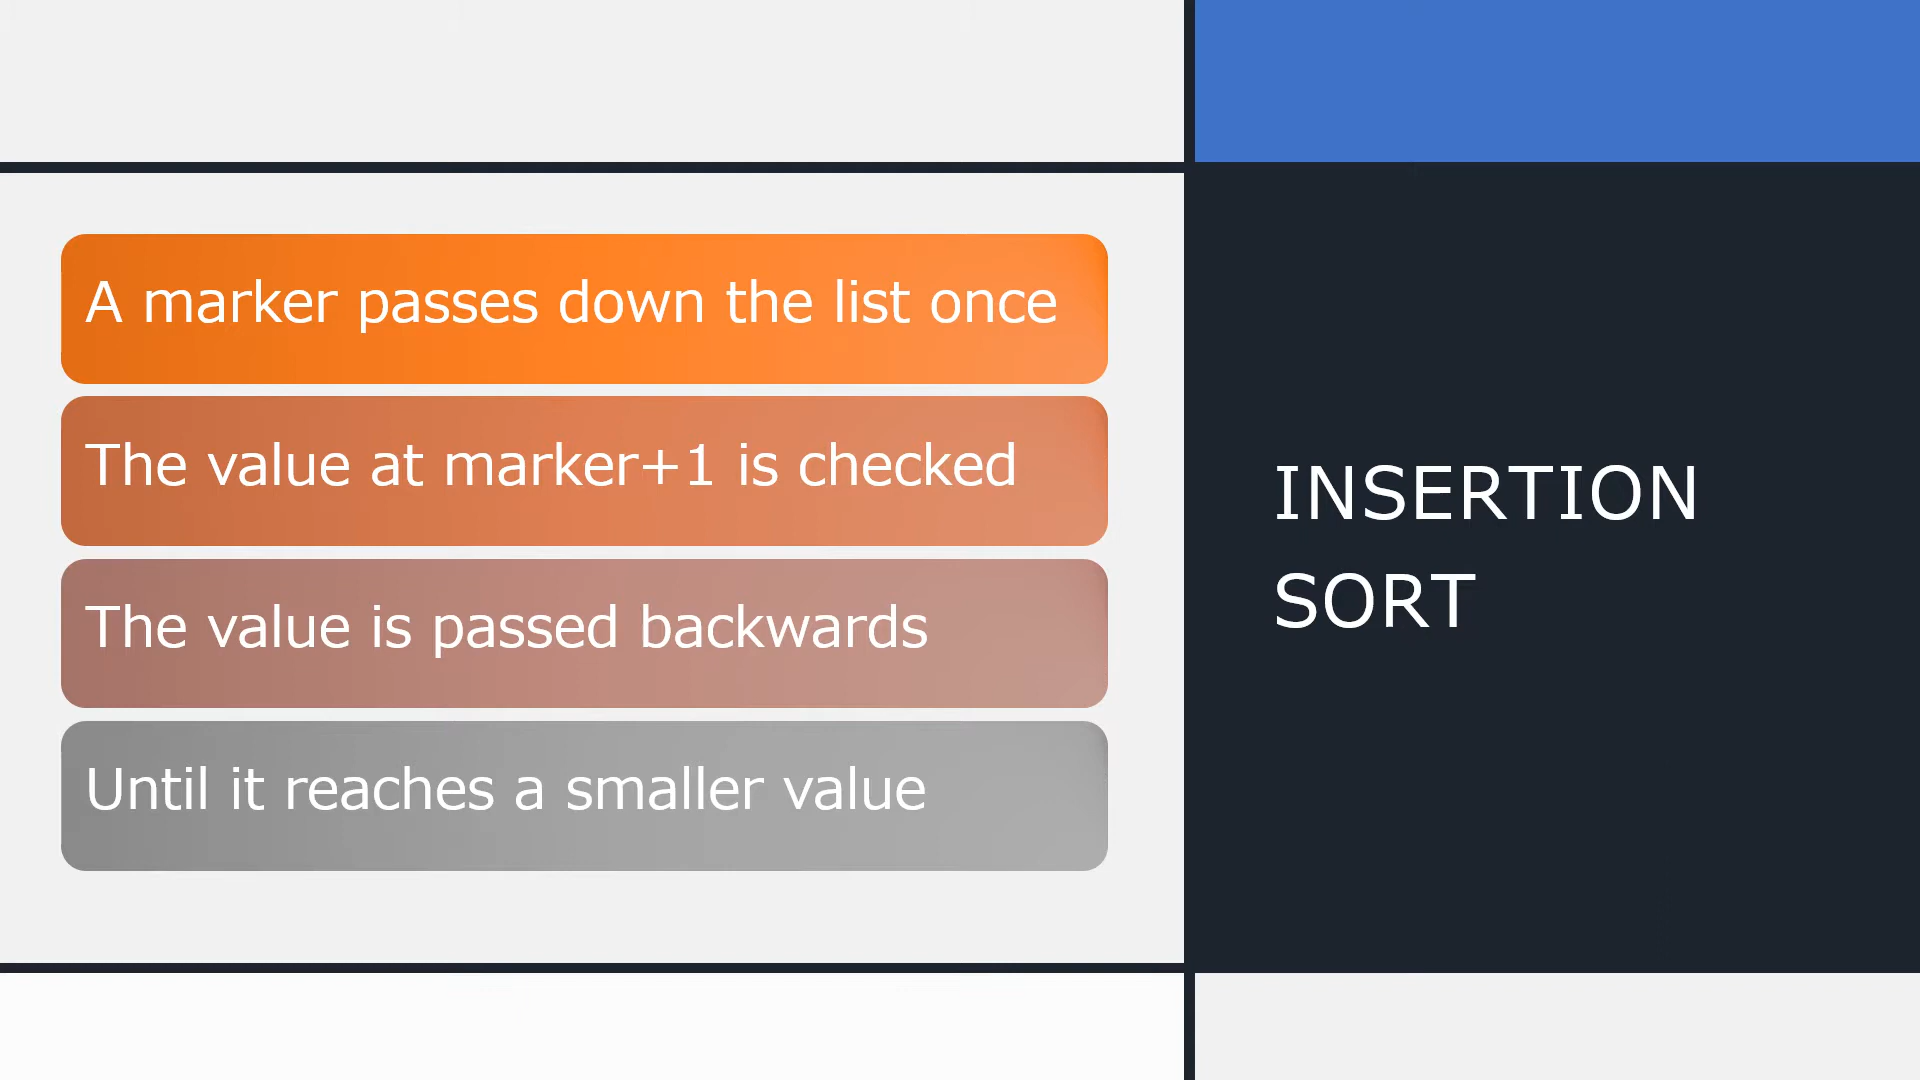 A marker passes down the list once
The value at marker+1 is checked
The value is passed backwards
Until it reaches a smaller value
INSERTION
SORT